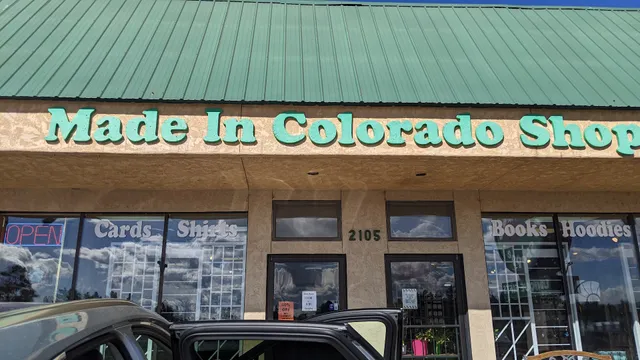 Made In Colorado Shop
2105
OPEN
Cards Shirts
Books Hoodies